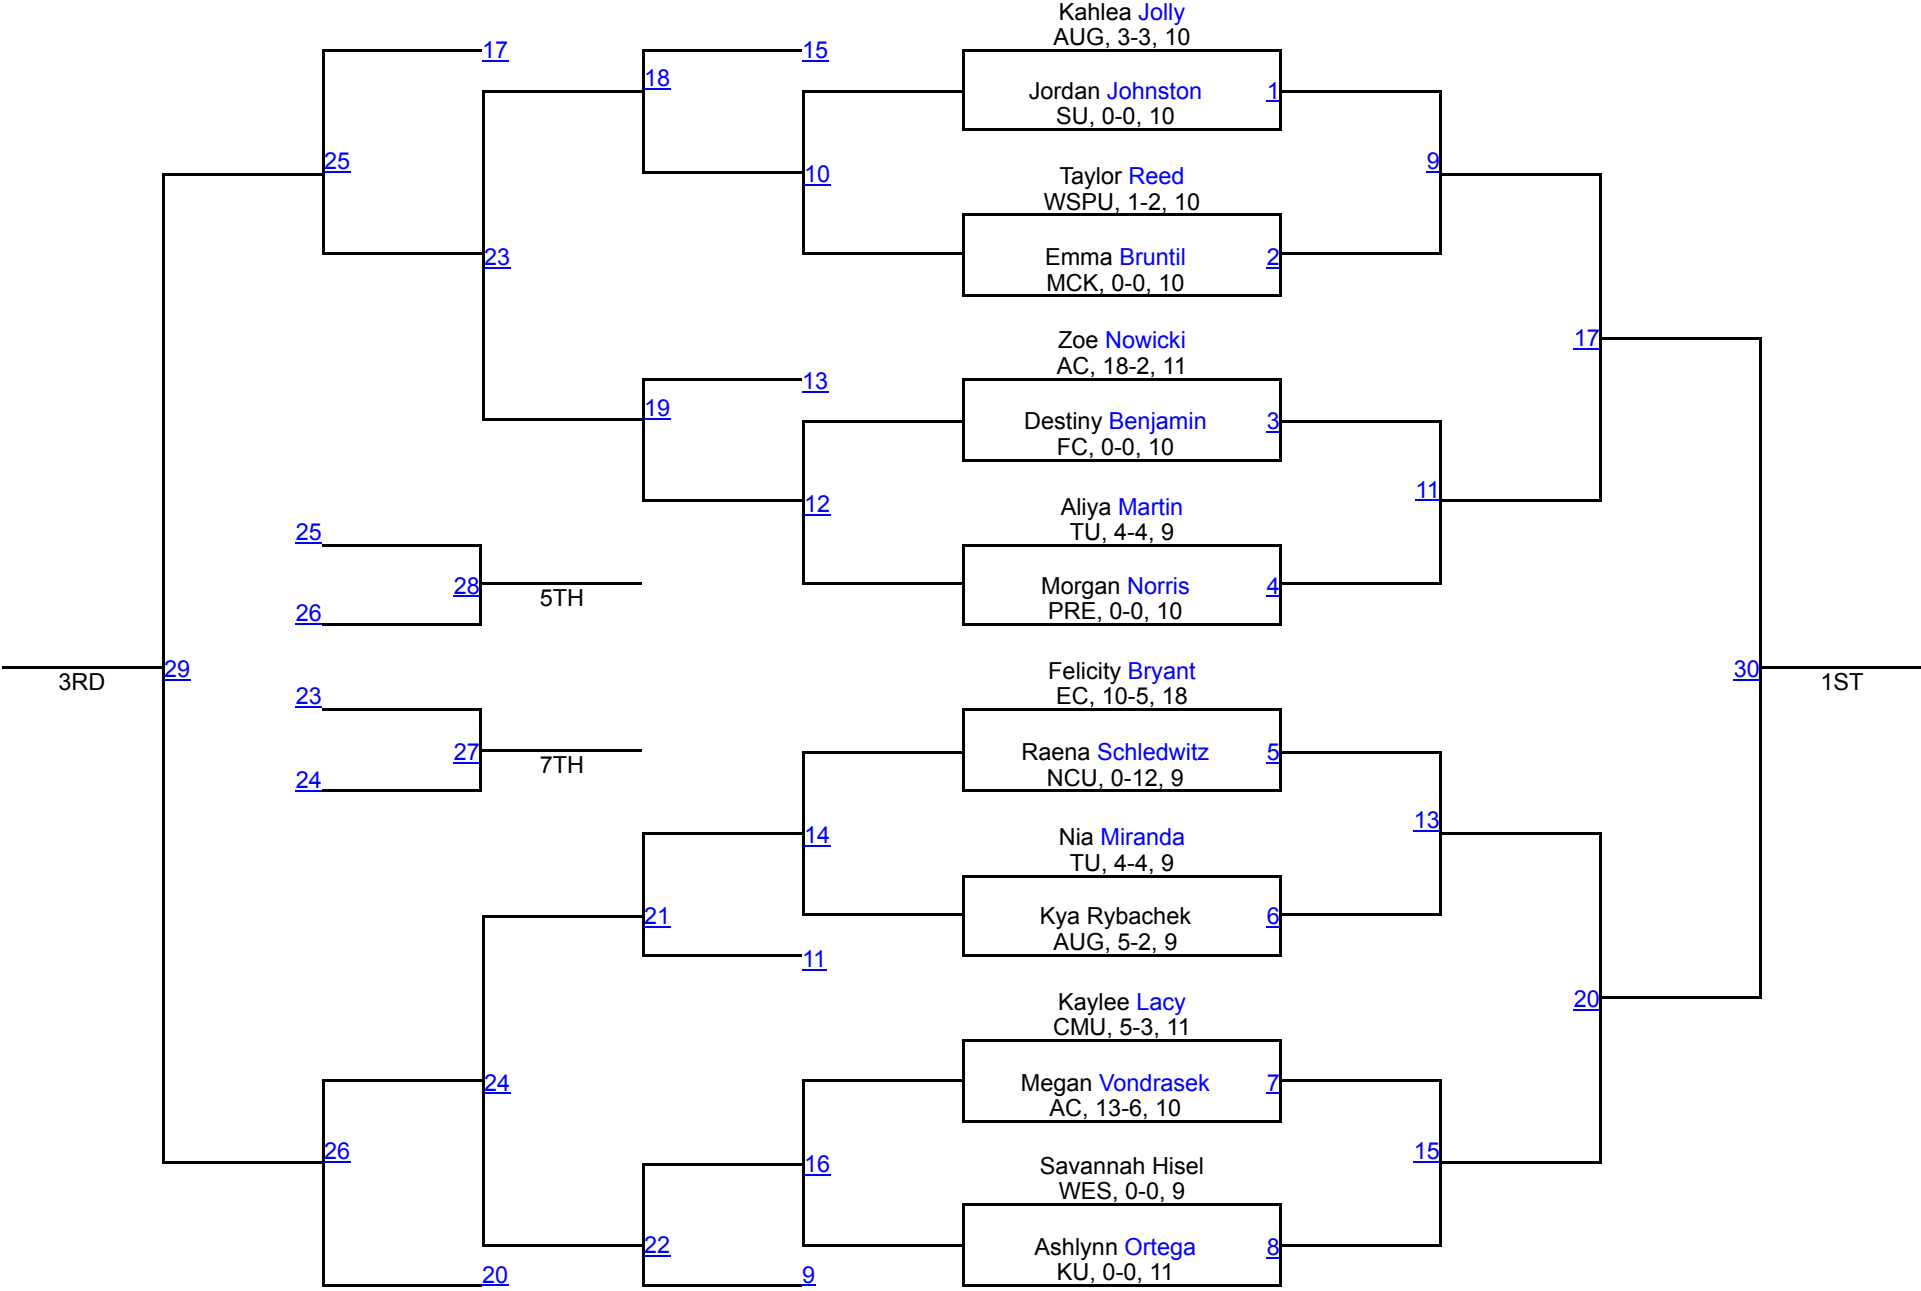 Kahlea Jolly
AUG, 3-3, 10
17
15
18
Jordan Johnston
1
SU, 0-0, 10
25
10
Taylor Reed
9
WSPU, 1-2, 10
23
Emma Bruntil
2
MCK, 0-0, 10
Zoe Nowicki
17
AC, 18-2, 11
13
19
Destiny Benjamin
3
FC, 0-0, 10
12
11
Aliya Martin
TU, 4-4, 9
25
28
5TH
26
Morgan Norris
4
PRE, 0-0, 10
3RD
29
Felicity Bryant
EC, 10-5, 18
30
1ST
23
27
7TH
24
Raena Schledwitz
5
NCU, 0-12, 9
14
Nia Miranda
13
TU, 4-4, 9
21
Kya Rybachek
6
AUG, 5-2, 9
11
Kaylee Lacy
20
CMU, 5-3, 11
24
Megan Vondrasek
7
AC, 13-6, 10
26
16
Savannah Hisel
15
WES, 0-0, 9
22
Ashlynn Ortega
8
KU, 0-0, 11
20
9